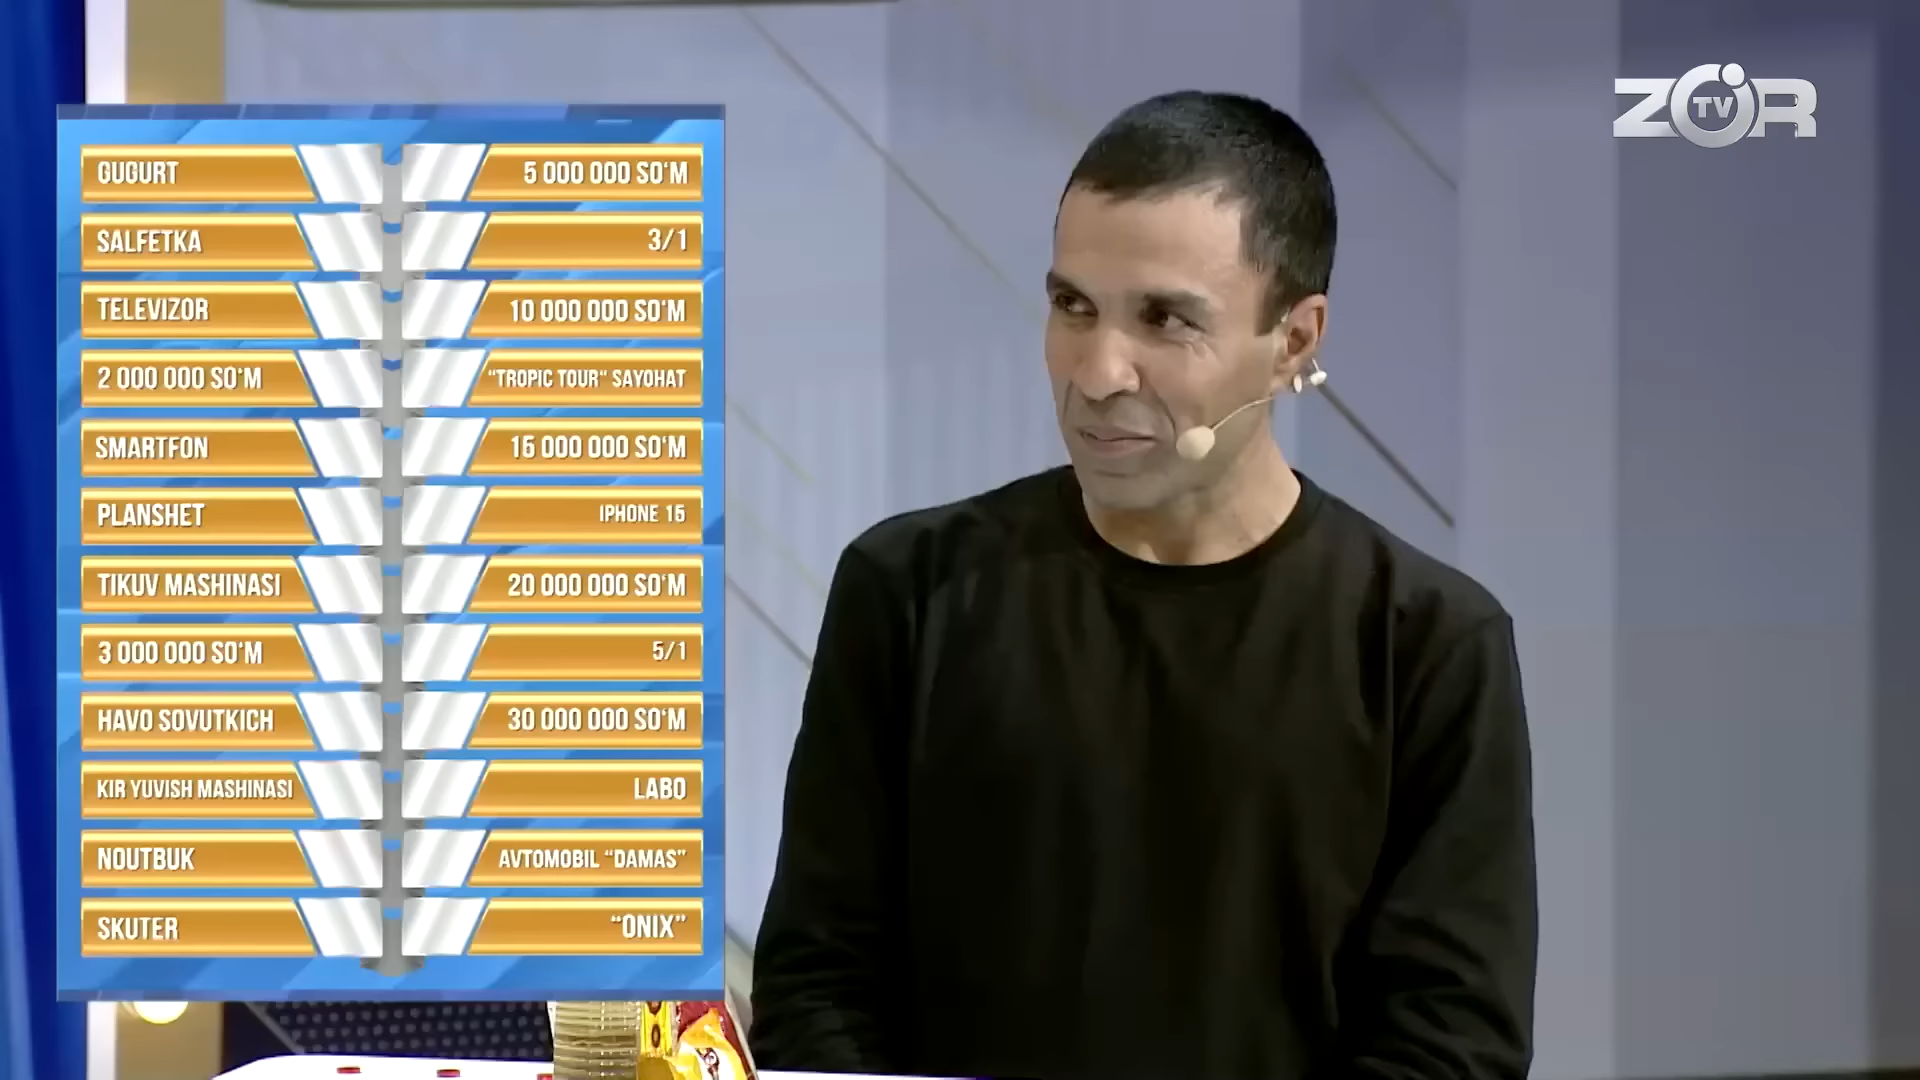 ZOR TV
GUGURT
5 000 000 SO‘M
SALFETKA
3/1
TELEVIZOR
10 000 000 SO‘M
2 000 000 SO‘M
“TROPIC TOUR“ SAYOHAT
SMARTFON
15 000 000 SO‘M
PLANSHET
IPHONE 15
TIKUV MASHINASI
20 000 000 SO‘M
3 000 000 SO‘M
5/1
HAVO SOVUTKICH
30 000 000 SO‘M
KIR YUVISH MASHINASI
LABO
NOUTBUK
AVTOMOBIL “DAMAS”
SKUTER
“ONIX”